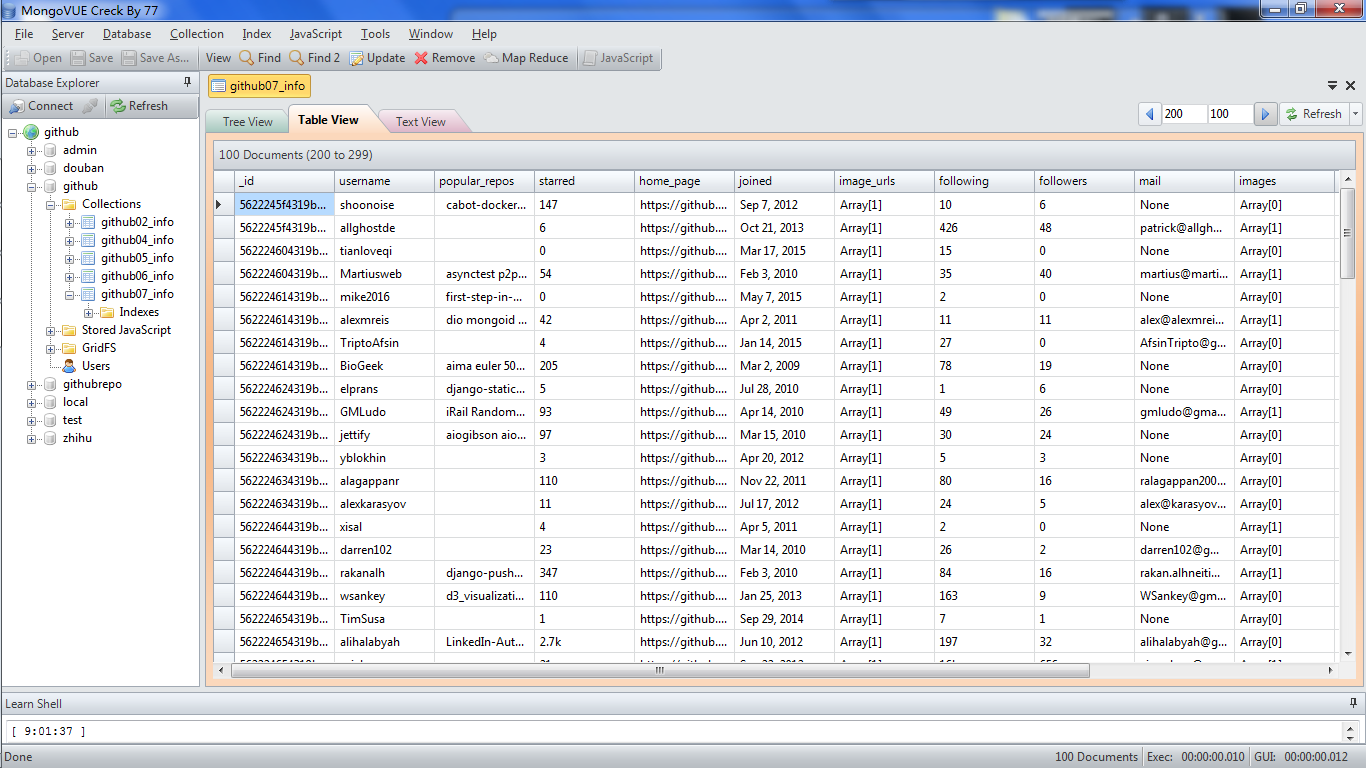 MongoVUE Creck By 77
File Server Database Collection Index JavaScript Tools Window Help
Open Save Save As... View Find Find 2 Update Remove Map Reduce JavaScript
Database Explorer
Connect Refresh
github
admin
douban
github
Collections
github02_info
github04_info
github05_info
github06_info
github07_info
Indexes
Stored JavaScript
GridFS
Users
githubrepo
local
test
zhihu
github07_info
Tree View Table View Text View 200 100 Refresh
100 Documents (200 to 299)
_id username popular_repos starred home_page joined image_urls following followers mail images
5622245f4319b... shoonoise cabot-docker... 147 https://github.... Sep 7, 2012 Array[1] 10 6 None Array[0]
5622245f4319b... allghostde 6 https://github.... Oct 21, 2013 Array[1] 426 48 patrick@allgh... Array[0]
562224604319b... tianloveqi 0 https://github.... Mar 17, 2015 Array[1] 15 0 None Array[0]
562224604319b... Martiusweb asynctest p2p... 54 https://github.... Feb 3, 2010 Array[1] 35 40 martius@marti... Array[1]
562224614319b... mike2016 first-step-in-... 0 https://github.... May 7, 2015 Array[1] 2 0 None Array[0]
562224614319b... alexmreis dio mongoid ... 42 https://github.... Apr 2, 2011 Array[1] 11 11 alex@alexmrei... Array[1]
562224614319b... TriptoAfsin 4 https://github.... Jan 14, 2015 Array[1] 27 0 AfsinTripto@g... Array[0]
562224614319b... BioGeek aima euler 50... 205 https://github.... Mar 2, 2009 Array[1] 78 19 None Array[0]
562224624319b... elprans django-static... 5 https://github.... Jul 28, 2010 Array[1] 1 6 None Array[0]
562224624319b... GMLudo iRail Random... 93 https://github.... Apr 14, 2010 Array[1] 49 26 gmludo@gma... Array[1]
562224624319b... jettify aiogibson aio... 97 https://github.... Mar 15, 2010 Array[1] 30 24 None Array[0]
562224634319b... yblokhin 3 https://github.... Apr 20, 2012 Array[1] 5 3 None Array[0]
562224634319b... alagappanr 110 https://github.... Nov 22, 2011 Array[1] 80 16 ralagappan200... Array[0]
562224634319b... alexkarasyov 11 https://github.... Jul 17, 2012 Array[1] 24 5 alex@karasyov... Array[0]
562224644319b... xisal 4 https://github.... Apr 5, 2011 Array[1] 2 0 None Array[1]
562224644319b... darren102 23 https://github.... Mar 14, 2010 Array[1] 26 2 darren102@g... Array[0]
562224644319b... rakanalh django-push... 347 https://github.... Feb 3, 2010 Array[1] 84 16 rakan.alhneiti... Array[1]
562224644319b... wsankey d3_visualizati... 110 https://github.... Jan 25, 2013 Array[1] 163 9 WSankey@gm... Array[0]
562224654319b... TimSusa 1 https://github.... Sep 29, 2014 Array[1] 7 1 None Array[0]
562224654319b... alihalabyah LinkedIn-Aut... 2.7k https://github.... Jun 10, 2012 Array[1] 197 32 alihalabyah@g... Array[0]
Learn Shell
[ 9:01:37 ]
Done 100 Documents Exec: 00:00:00.010 GUI: 00:00:00.012